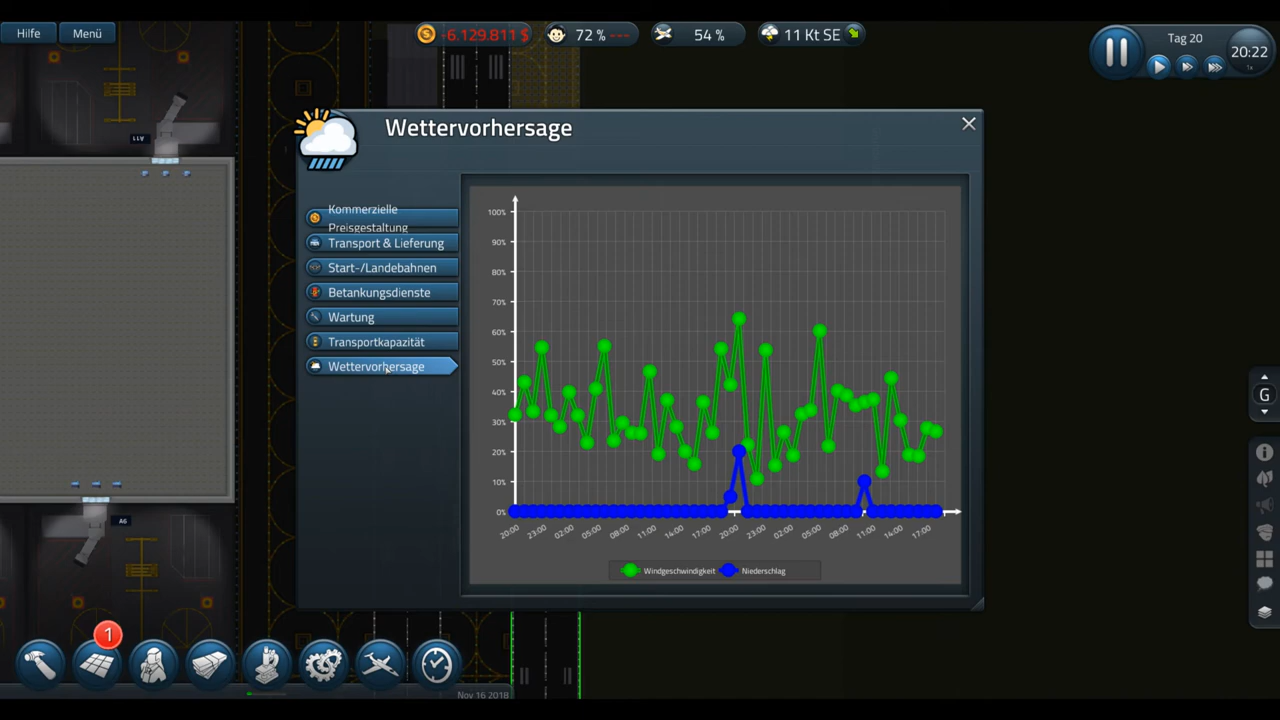 Hilfe
Menü
-6.129.811 $
72 % ---
54 %
11 Kt SE
Tag 20
20:22
1x
A11
Wettervorhersage
Kommerzielle
Preisgestaltung
Transport & Lieferung
Start-/Landebahnen
Betankungsdienste
Wartung
Transportkapazität
Wettervorhersage
100%
90%
80%
70%
60%
50%
40%
30%
20%
10%
0%
20:00 23:00 02:00 05:00 08:00 11:00 14:00 17:00 20:00 23:00 02:00 05:00 08:00 11:00 14:00 17:00
Windgeschwindigkeit Niederschlag
G
A6
1
Nov 16 2018